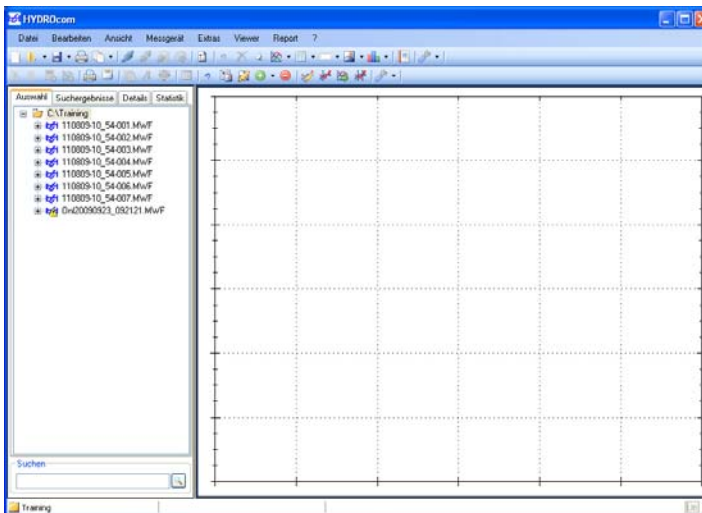 HYDROcom
Datei Bearbeiten Ansicht Messgerät Extras Viewer Report ?
Auswahl Suchergebnisse Details Statistik
C:\Training
110809-10_54-001.MWF
110809-10_54-002.MWF
110809-10_54-003.MWF
110809-10_54-004.MWF
110809-10_54-005.MWF
110809-10_54-006.MWF
110809-10_54-007.MWF
Onl20090923_092121.MWF
Suchen
Training